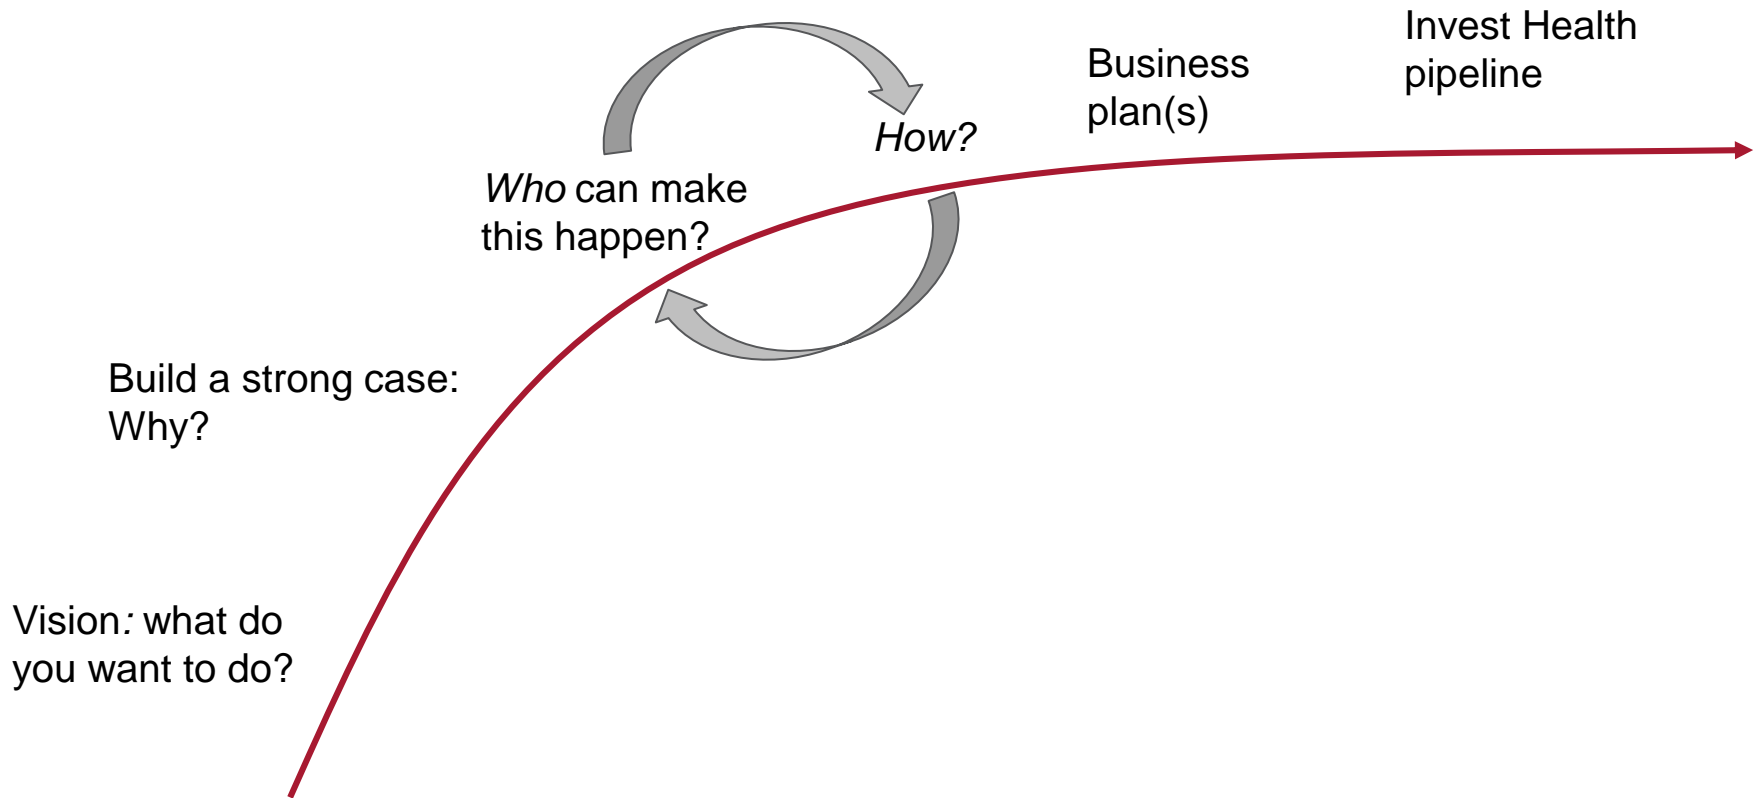 Vision: what do
you want to do?
Build a strong case:
Why?
Who can make
this happen?
How?
Business
plan(s)
Invest Health
pipeline